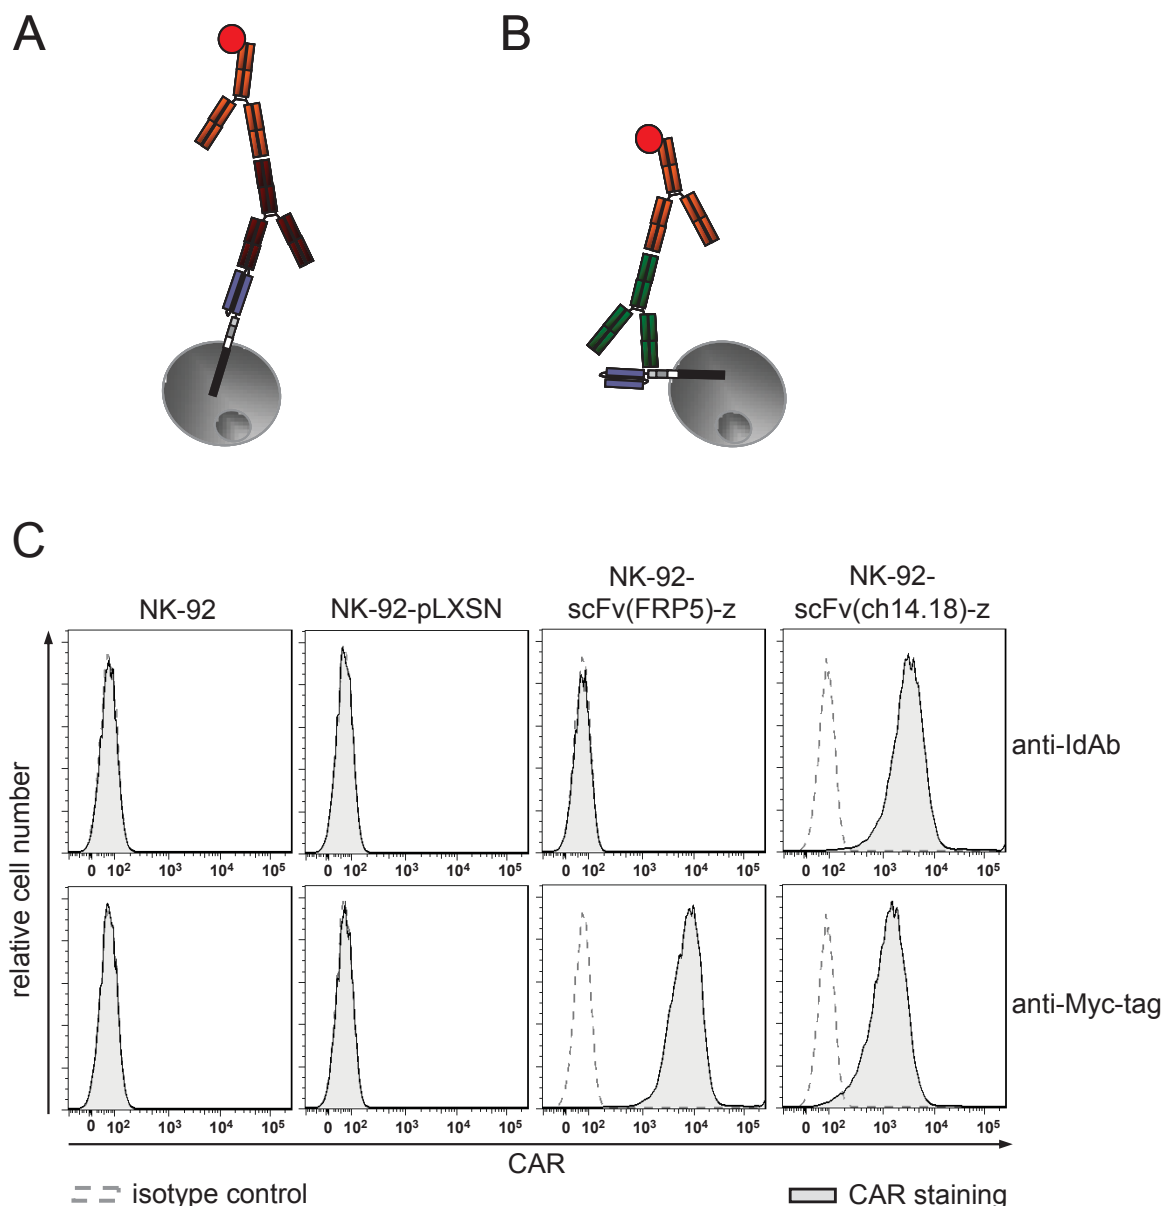 A
B
C
NK-92
NK-92-pLXSN
NK-92-
scFv(FRP5)-z
NK-92-
scFv(ch14.18)-z
relative cell number
anti-IdAb
0 10² 10³ 10⁴ 10⁵
0 10² 10³ 10⁴ 10⁵
0 10² 10³ 10⁴ 10⁵
0 10² 10³ 10⁴ 10⁵
anti-Myc-tag
0 10² 10³ 10⁴ 10⁵
0 10² 10³ 10⁴ 10⁵
0 10² 10³ 10⁴ 10⁵
0 10² 10³ 10⁴ 10⁵
CAR
isotype control
CAR staining